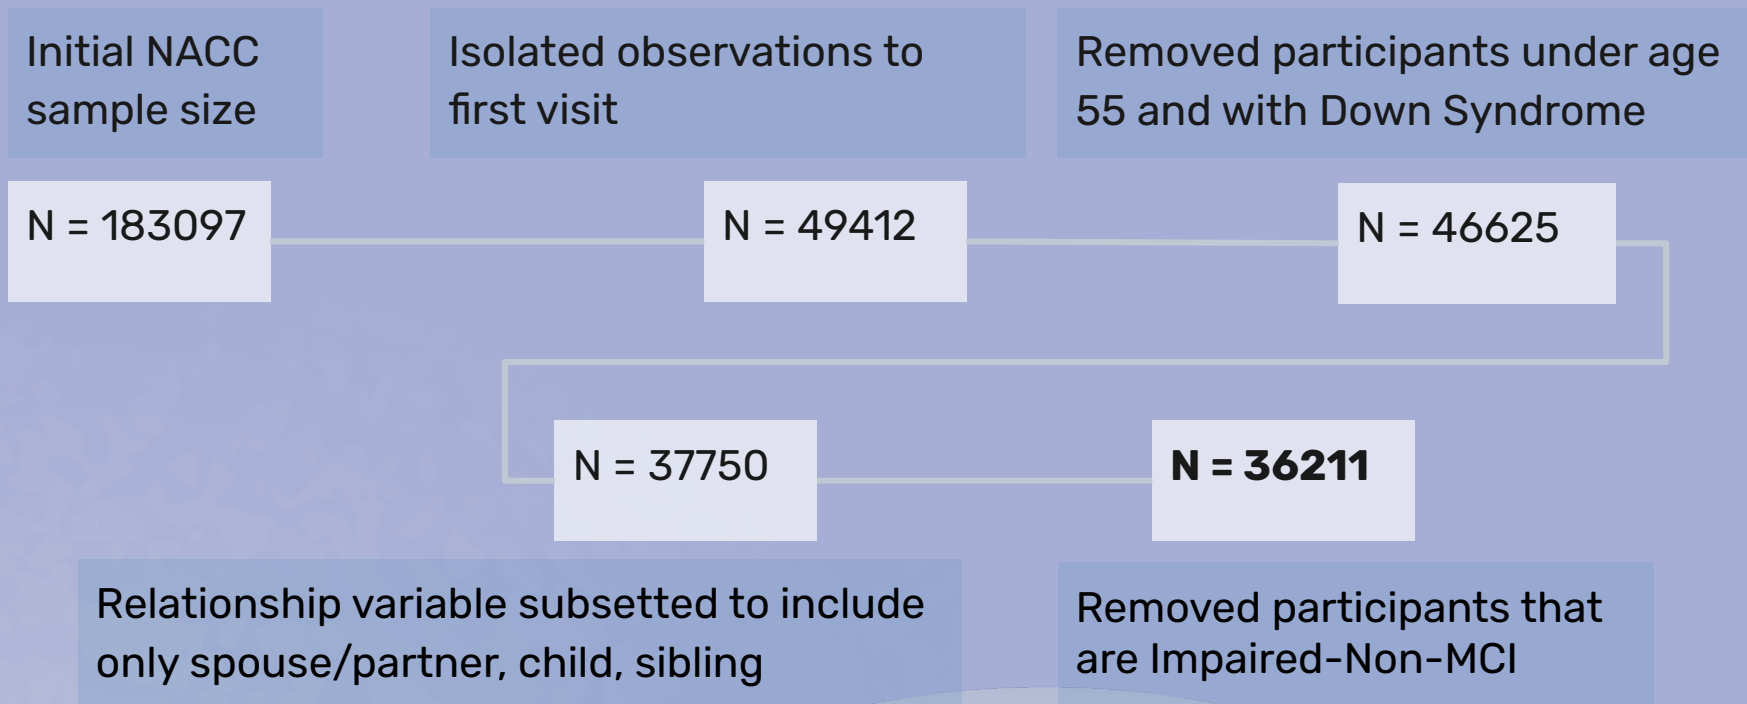 Initial NACC
sample size
Isolated observations to
first visit
Removed participants under age
55 and with Down Syndrome
N = 183097
N = 49412
N = 46625
N = 37750
N = 36211
Relationship variable subsetted to include
only spouse/partner, child, sibling
Removed participants that
are Impaired-Non-MCI